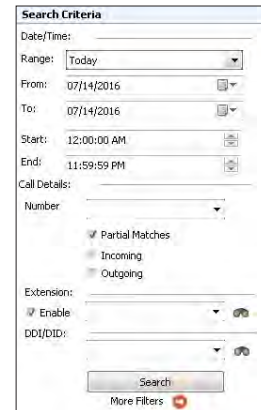 Search Criteria
Date/Time:
Range: Today
From: 07/14/2016
To: 07/14/2016
Start: 12:00:00 AM
End: 11:59:59 PM
Call Details:
Number
Partial Matches
Incoming
Outgoing
Extension:
Enable
DDI/DID:
Search
More Filters